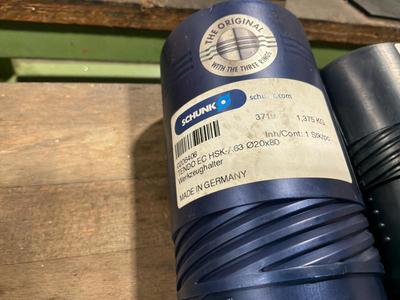 THE ORIGINAL
WITH THE THREE RINGS
SCHUNK
schunk.com
1,375 KG
Inh/Cont: 1 Stk/pc.
TENDO EC HSK- 63 Ø20x80
Werkzeughalter
MADE IN GERMANY